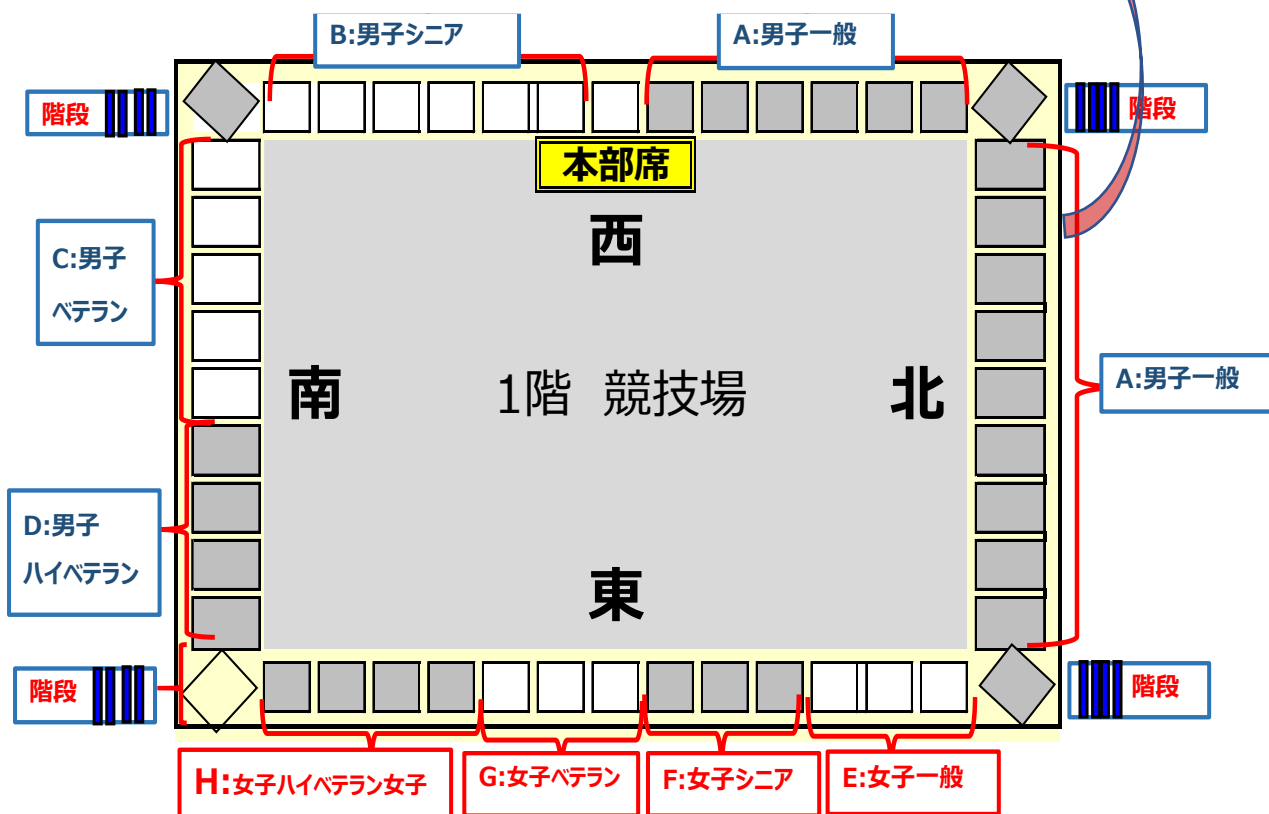 B:男子シニア
A:男子一般
階段
階段
本部席
西
C:男子
ベテラン
南
1階 競技場
北
A:男子一般
D:男子
ハイベテラン
東
階段
階段
H:女子ハイベテラン女子
G:女子ベテラン
F:女子シニア
E:女子一般